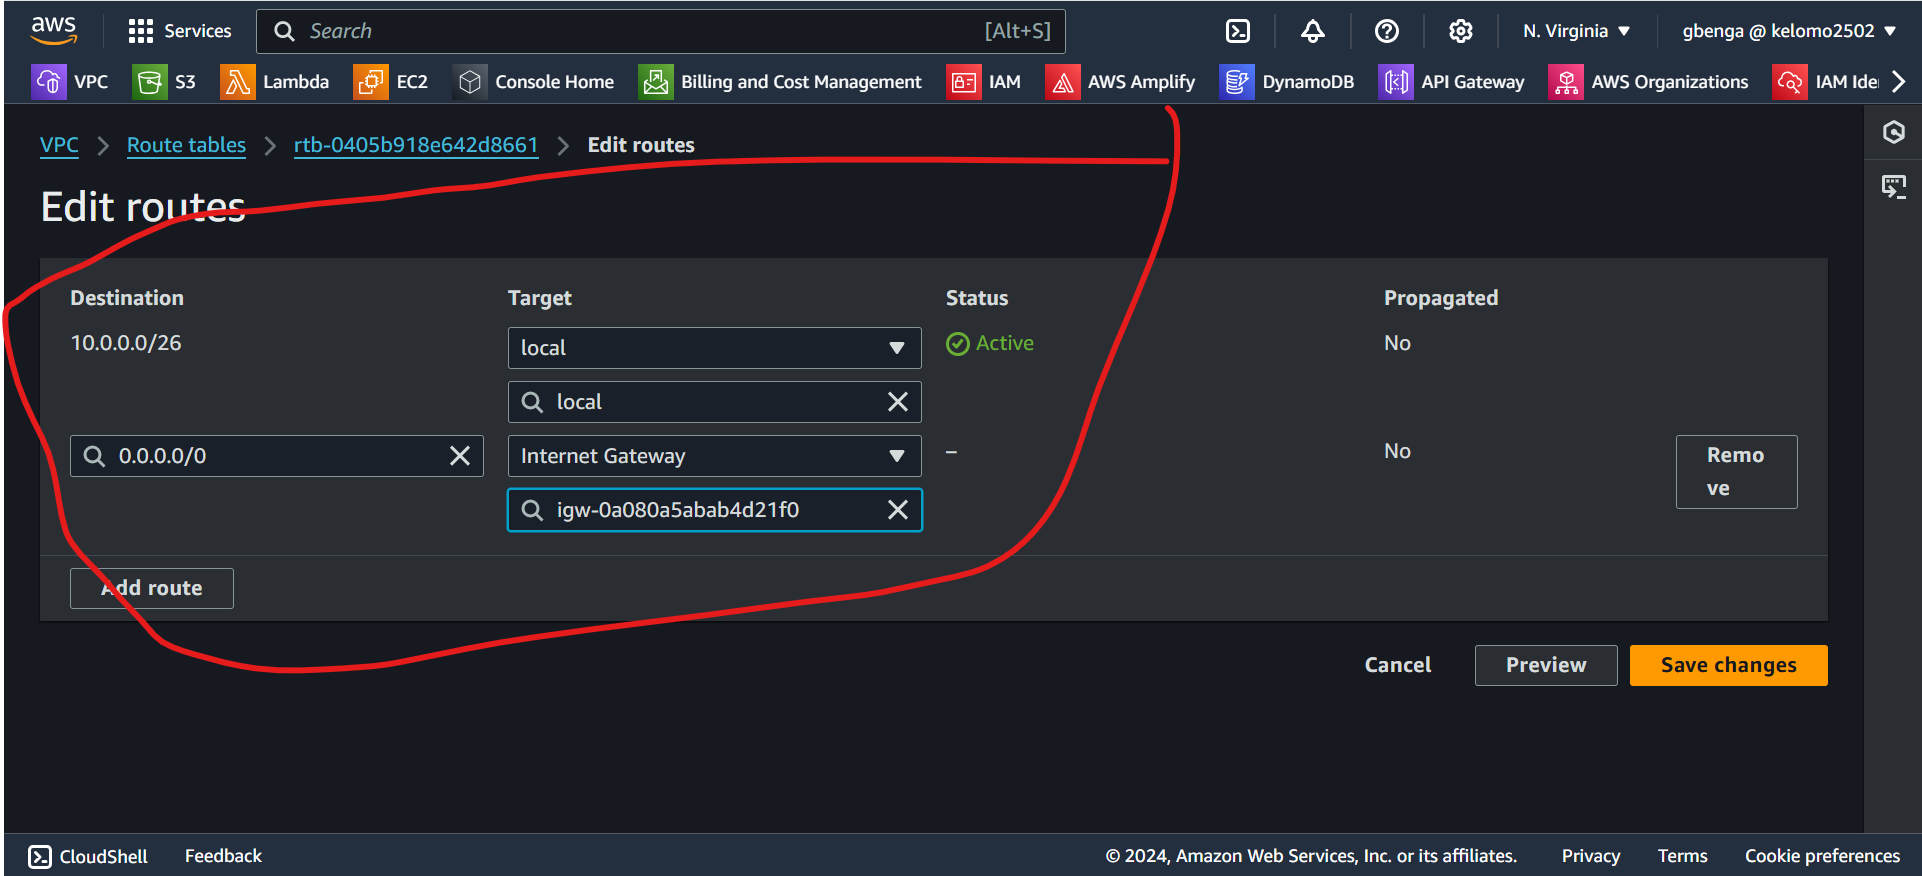 aws Services Search [Alt+S] N. Virginia gbenga @ kelomo2502
VPC S3 Lambda EC2 Console Home Billing and Cost Management IAM AWS Amplify DynamoDB API Gateway AWS Organizations IAM Ide
VPC Route tables rtb-0405b918e642d8661 Edit routes
Edit routes
Destination Target Status Propagated
10.0.0.0/26 local Active No
local
0.0.0.0/0 Internet Gateway – No Remo
ve
igw-0a080a5abab4d21f0
Add route
Cancel Preview Save changes
CloudShell Feedback © 2024, Amazon Web Services, Inc. or its affiliates. Privacy Terms Cookie preferences